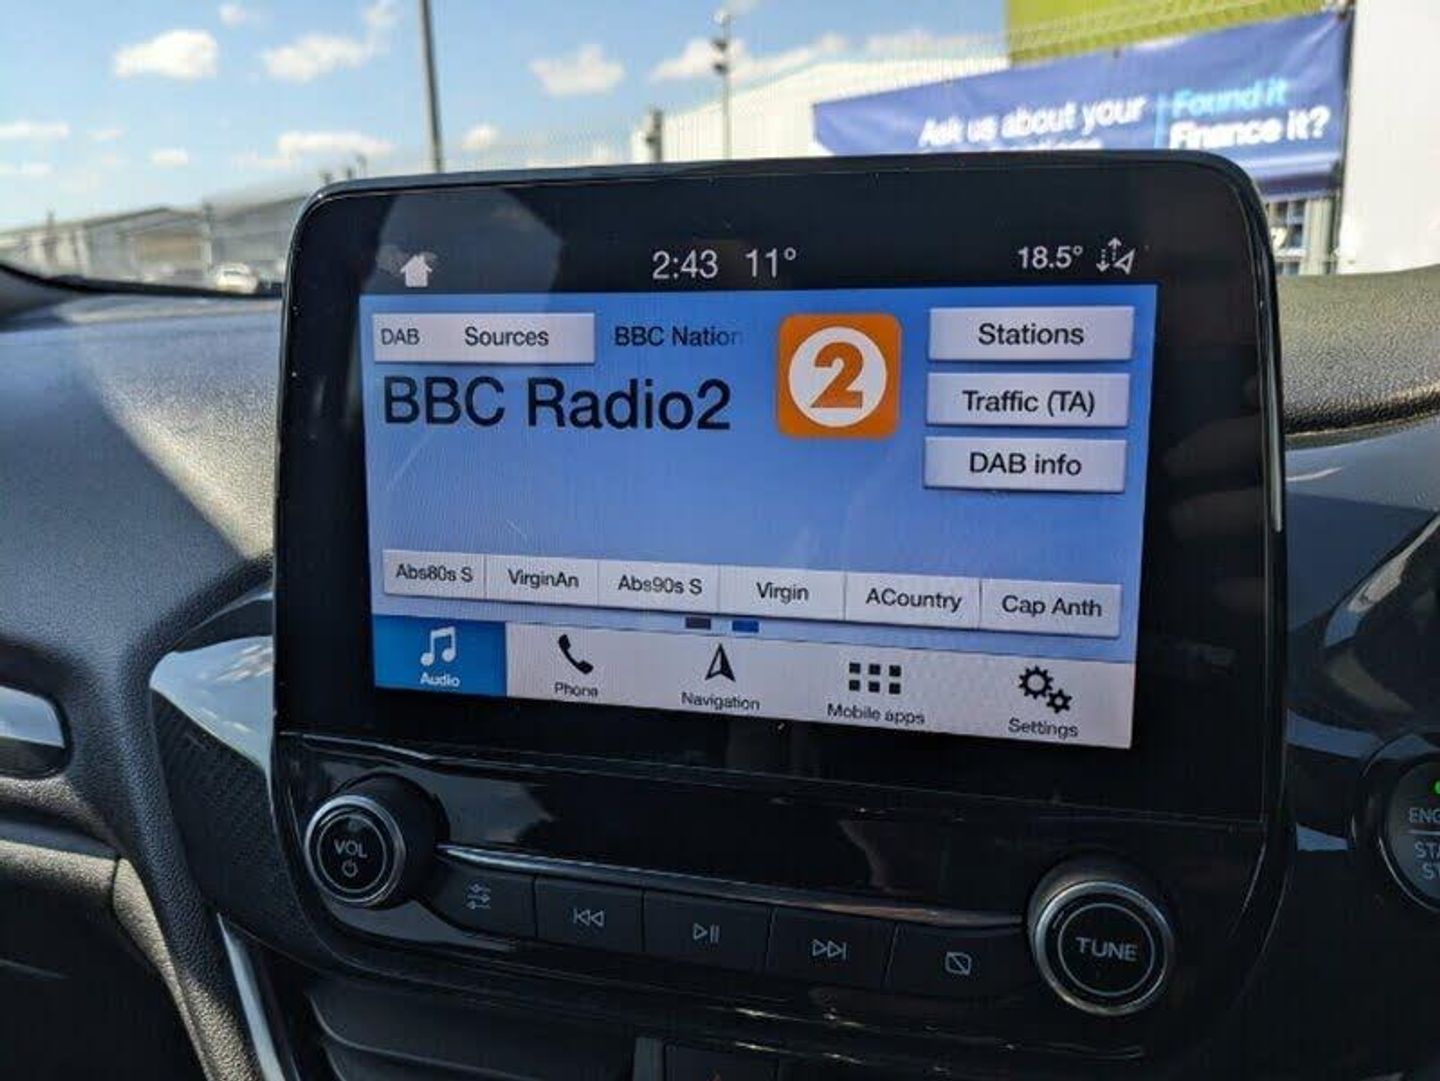 Ask us about your
Found it
Finance it?
2:43 11°
18.5°
DAB Sources
BBC Nation
2
Stations
BBC Radio2
Traffic (TA)
DAB info
Abs80s S
VirginAn
Abs90s S
Virgin
ACountry
Cap Anth
Audio
Phone
Navigation
Mobile apps
Settings
VOL
TUNE